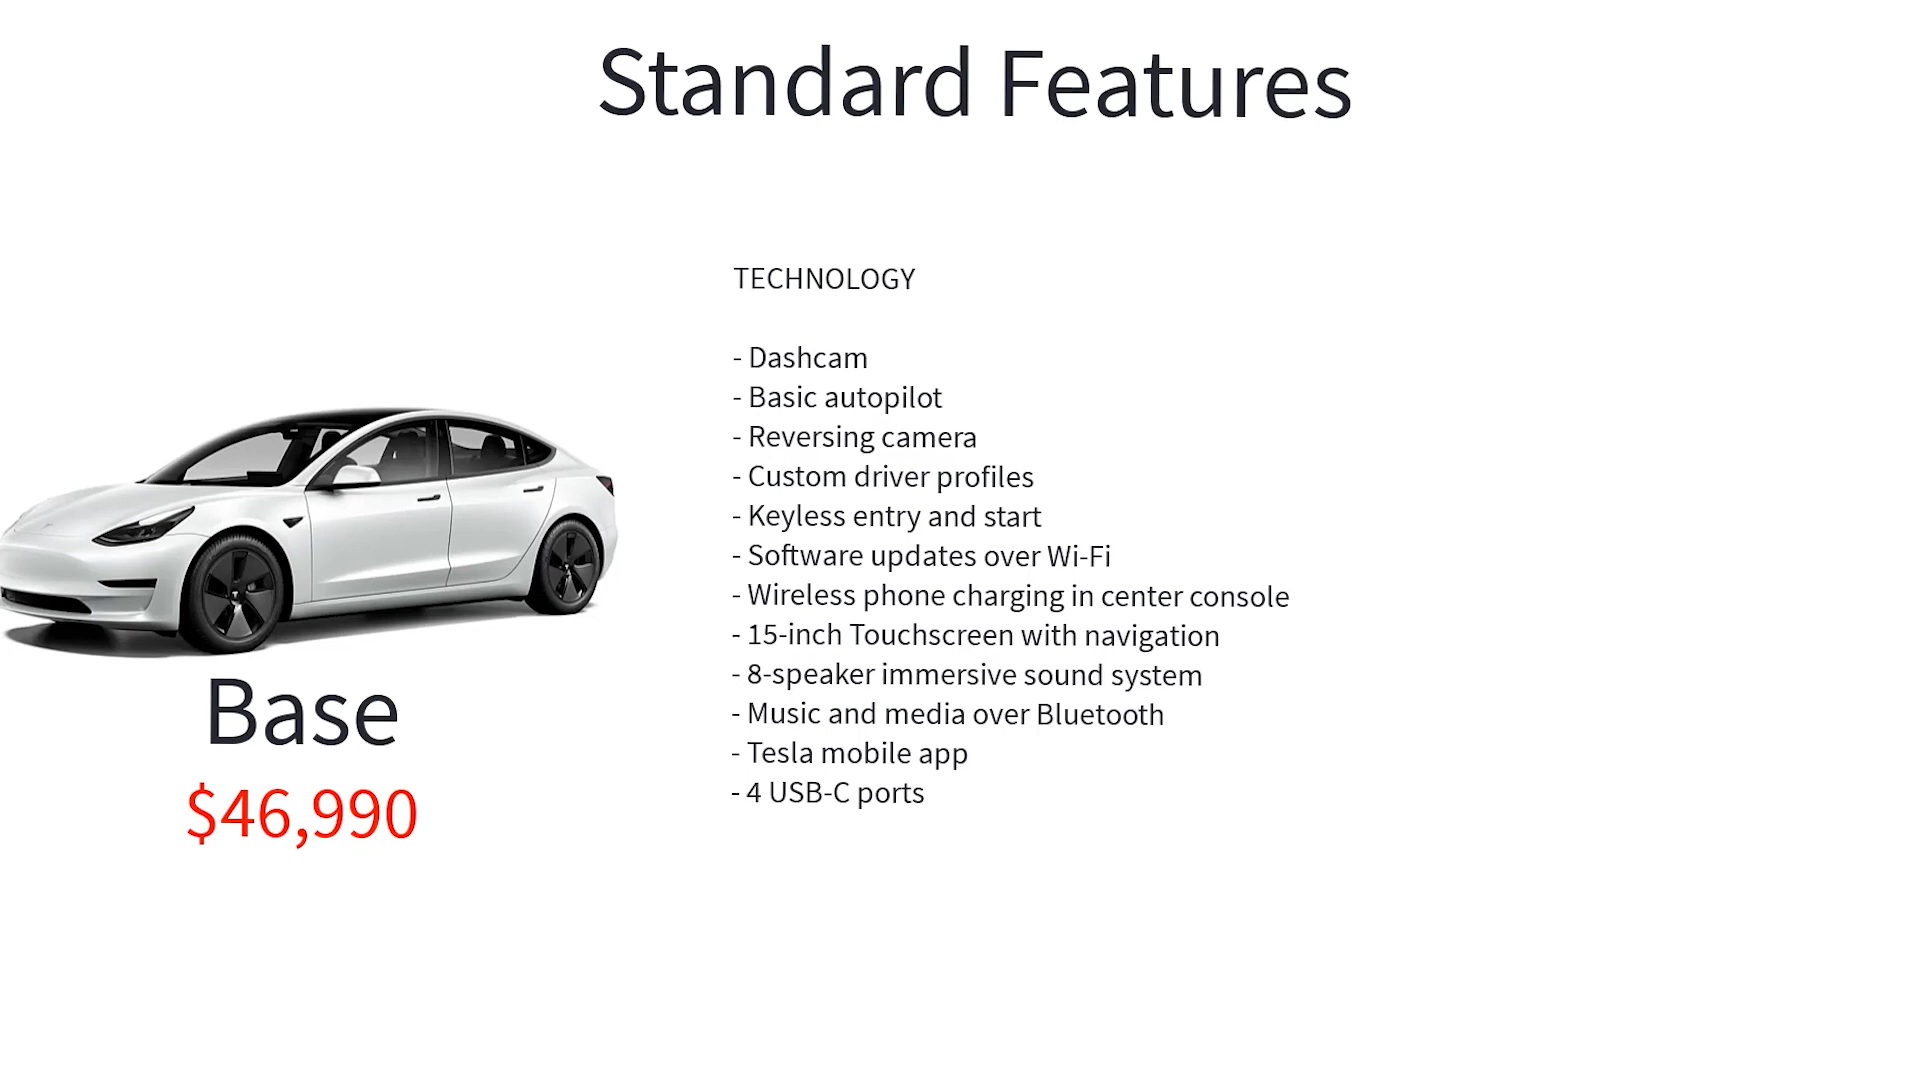 Standard Features
TECHNOLOGY
- Dashcam
- Basic autopilot
- Reversing camera
- Custom driver profiles
- Keyless entry and start
- Software updates over Wi-Fi
- Wireless phone charging in center console
- 15-inch Touchscreen with navigation
- 8-speaker immersive sound system
- Music and media over Bluetooth
- Tesla mobile app
- 4 USB-C ports
Base
$46,990